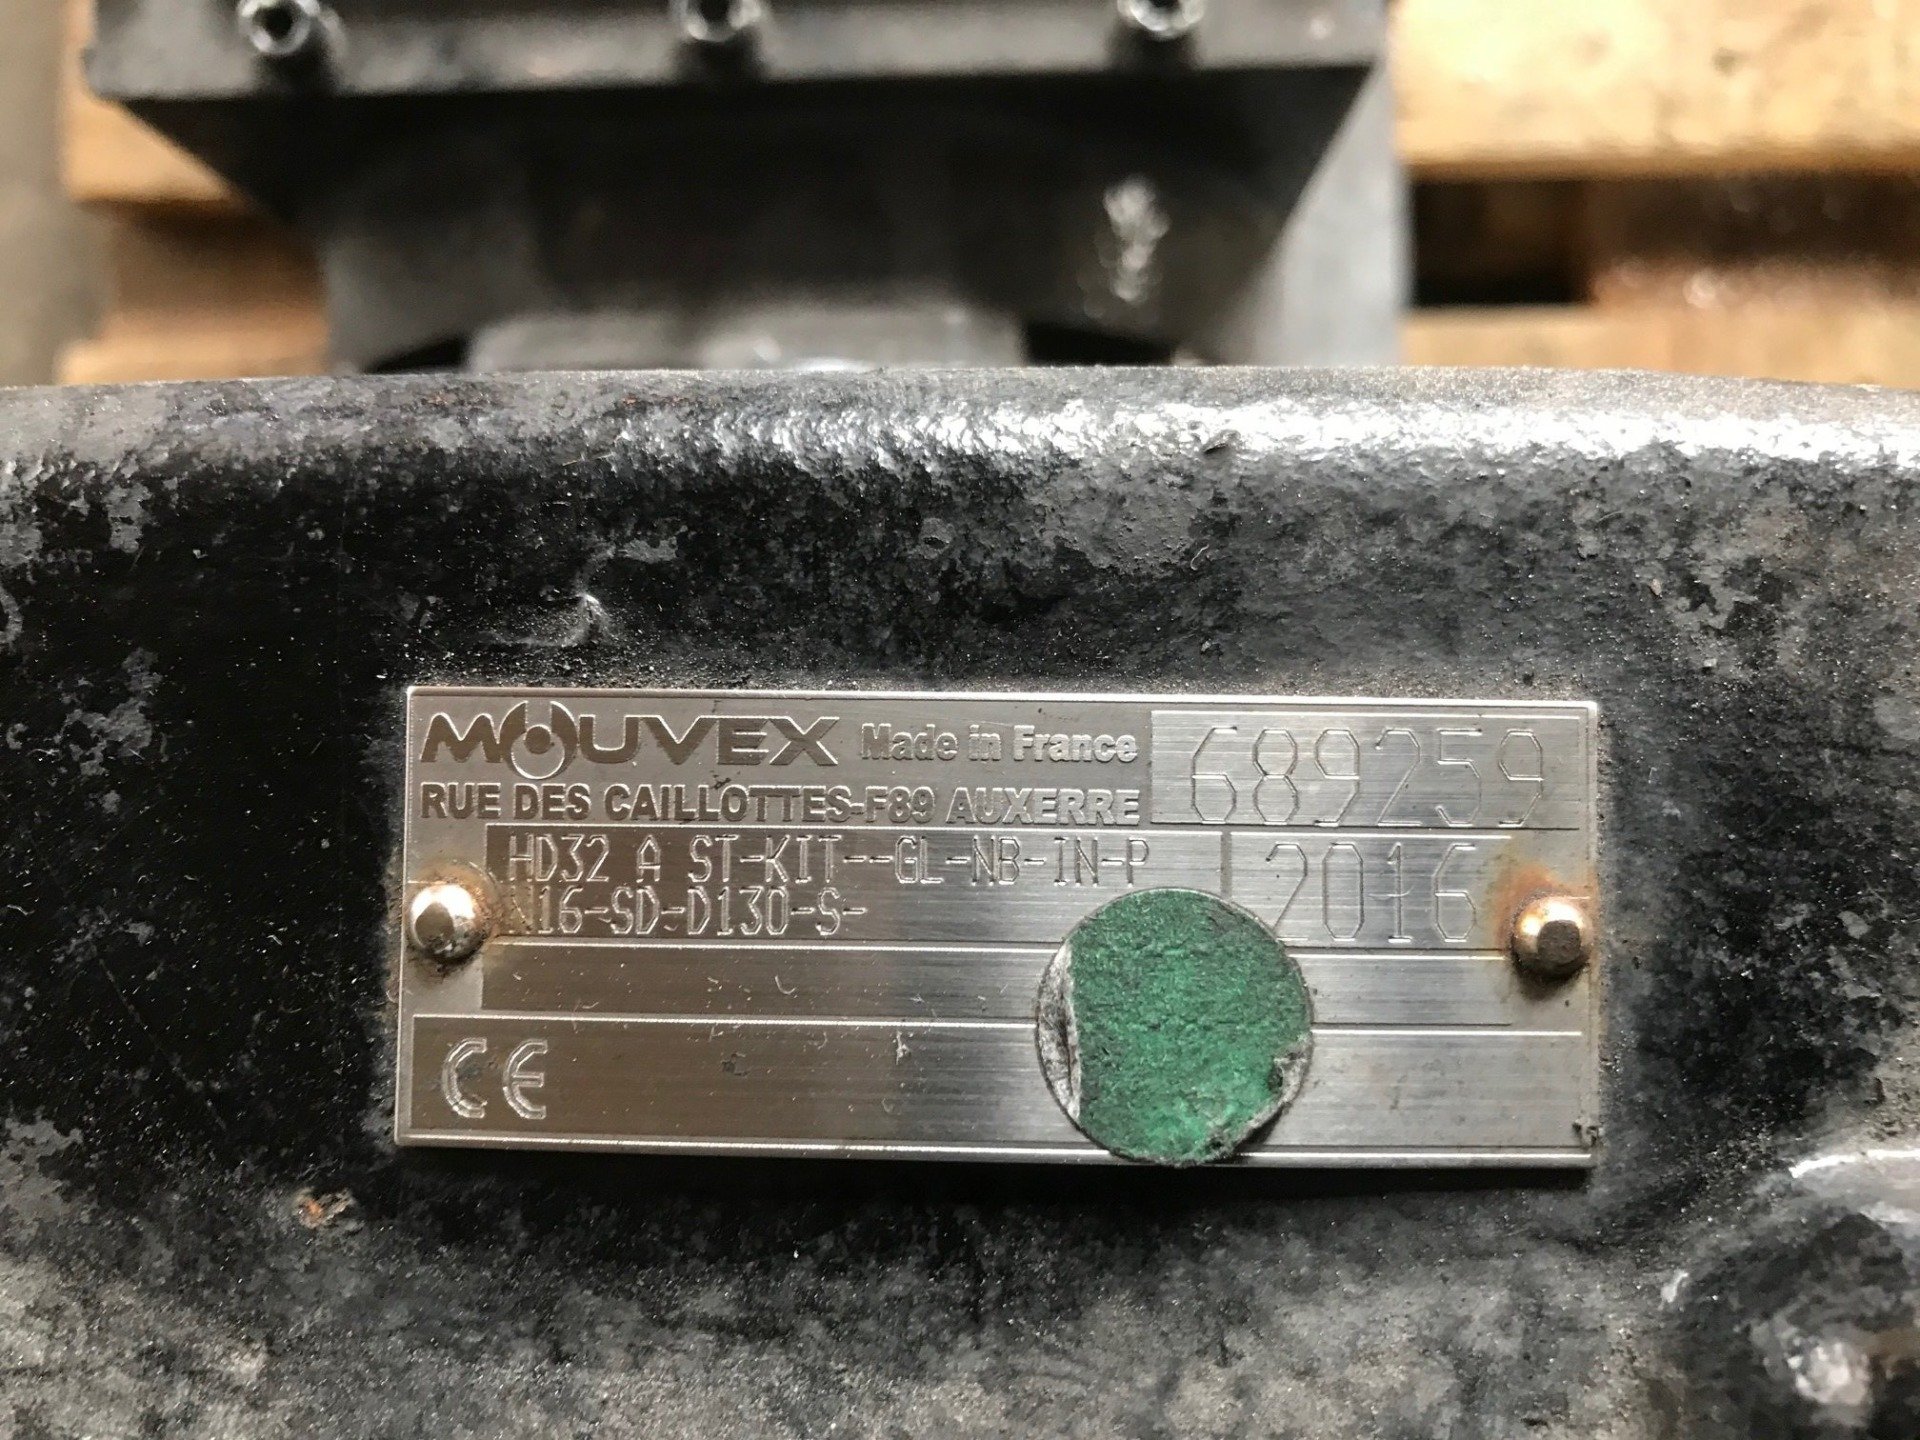 MOUVEX Made in France 689259
RUE DES CAILLOTTES-F89 AUXERRE
HD32 A ST-KIT--GL-NB-IN-P 2016
N16-SD-D130-S-
CE